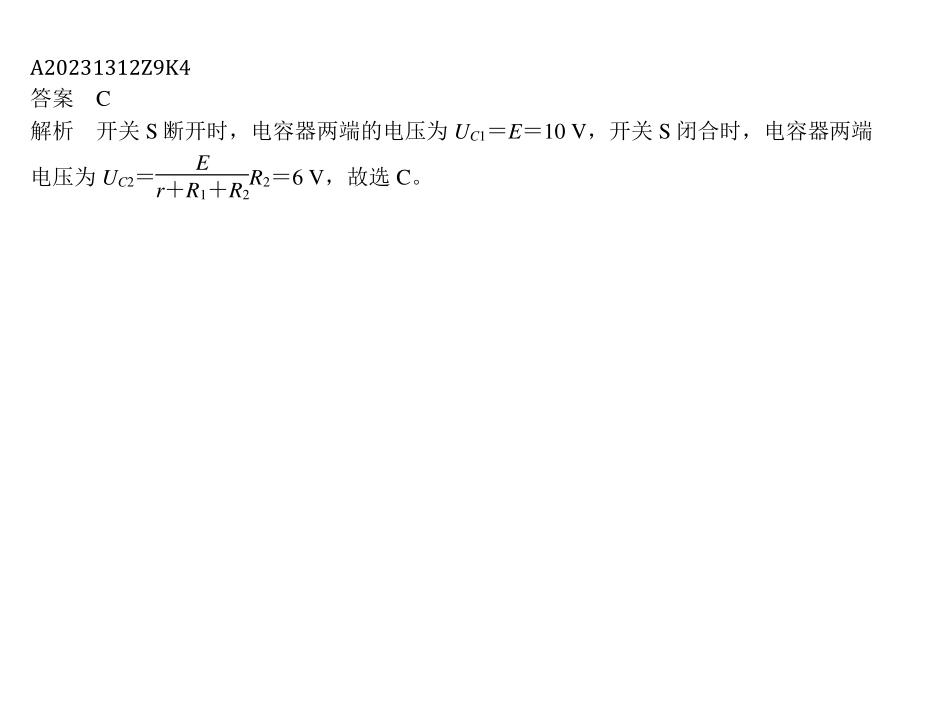 A20231312Z9K4
答案　C
解析　开关 S 断开时，电容器两端的电压为 U_{C1}＝E＝10 V，开关 S 闭合时，电容器两端
电压为 U_{C2}＝\frac{E}{r＋R_1＋R_2}R_2＝6 V，故选 C。